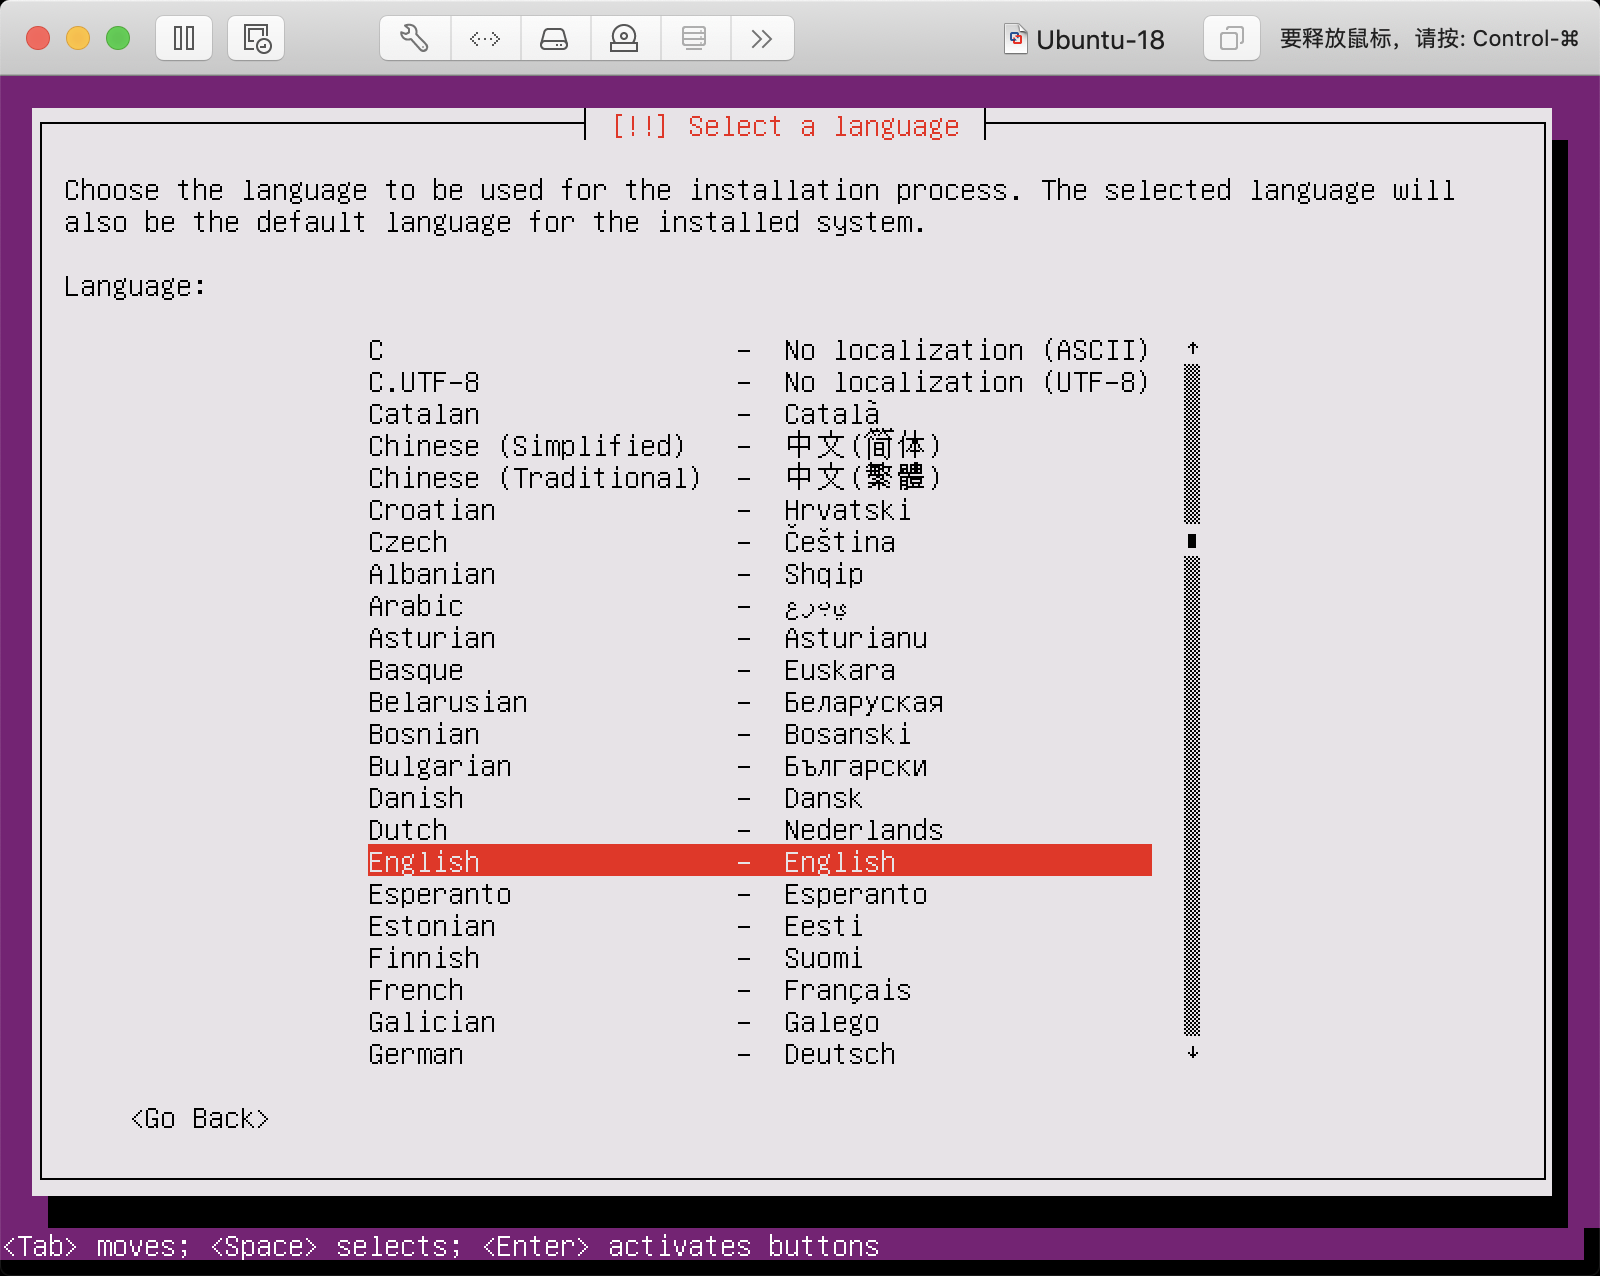 Ubuntu-18
要释放鼠标，请按: Control-⌘
[!!] Select a language
Choose the language to be used for the installation process. The selected language will
also be the default language for the installed system.
Language:
C - No localization (ASCII)
C.UTF-8 - No localization (UTF-8)
Catalan - Català
Chinese (Simplified) - 中文(简体)
Chinese (Traditional) - 中文(繁體)
Croatian - Hrvatski
Czech - Čeština
Albanian - Shqip
Arabic - عربي
Asturian - Asturianu
Basque - Euskara
Belarusian - Беларуская
Bosnian - Bosanski
Bulgarian - Български
Danish - Dansk
Dutch - Nederlands
English - English
Esperanto - Esperanto
Estonian - Eesti
Finnish - Suomi
French - Français
Galician - Galego
German - Deutsch
<Go Back>
<Tab> moves; <Space> selects; <Enter> activates buttons